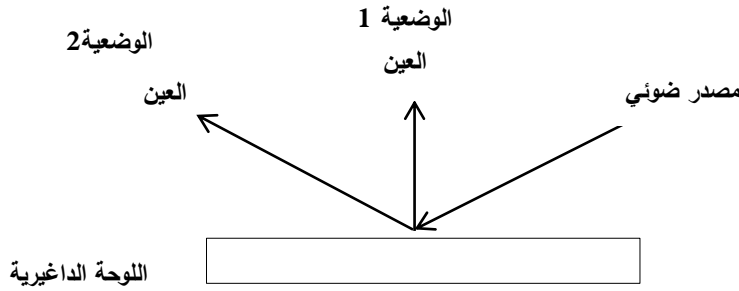 الوضعية 1
العين
الوضعية2
العين
مصدر ضوئي
اللوحة الداغيرية